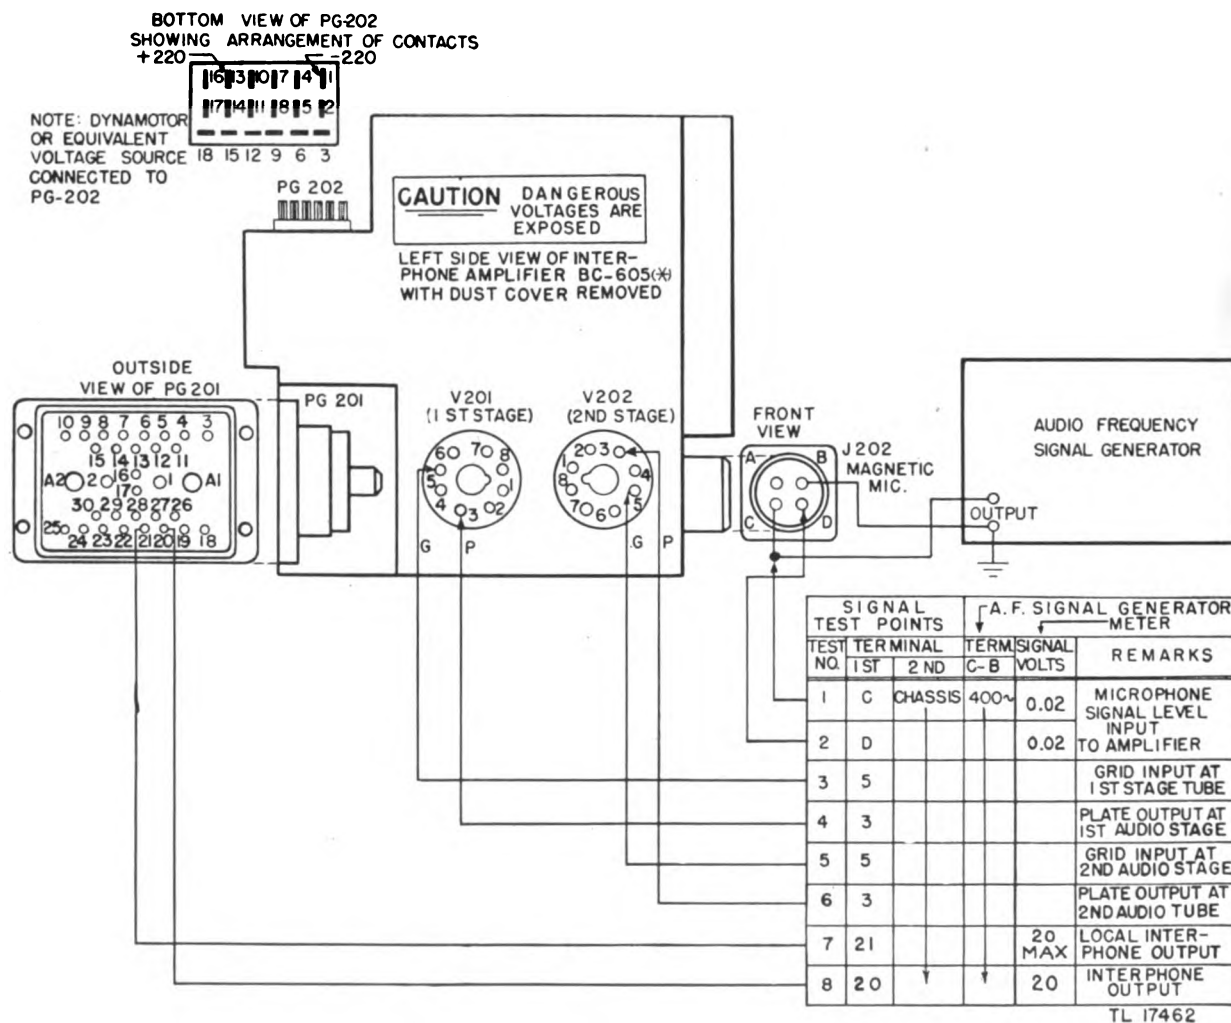 BOTTOM VIEW OF PG-202
SHOWING ARRANGEMENT OF CONTACTS
+220 -220
16 13 10 7 4 1
17 14 11 8 5 2
18 15 12 9 6 3
NOTE: DYNAMOTOR
OR EQUIVALENT
VOLTAGE SOURCE
CONNECTED TO
PG-202
PG 202
CAUTION DANGEROUS
VOLTAGES ARE
EXPOSED
LEFT SIDE VIEW OF INTER-
PHONE AMPLIFIER BC-605(*)
WITH DUST COVER REMOVED
OUTSIDE
VIEW OF PG201
10 9 8 7 6 5 4 3
15 14 13 12 11
A2 2 16 1 A1
17
30 29 28 27 26
25 24 23 22 21 20 19 18
PG 201
V201
(1 ST STAGE)
6 7 8
5 1
4 3 2
G P
V202
(2ND STAGE)
2 3
1 4
8 5
7 6
G P
FRONT
VIEW
A B
C D
J202
MAGNETIC
MIC.
AUDIO FREQUENCY
SIGNAL GENERATOR
OUTPUT
SIGNAL
TEST POINTS
A.F. SIGNAL GENERATOR
METER
TEST
NO.
TERMINAL
1ST 2ND
TERM.
C-B
SIGNAL
VOLTS
REMARKS
1 C CHASSIS 400~ 0.02 MICROPHONE
SIGNAL LEVEL
INPUT
2 D 0.02 TO AMPLIFIER
3 5 GRID INPUT AT
1 ST STAGE TUBE
4 3 PLATE OUTPUT AT
1ST AUDIO STAGE
5 5 GRID INPUT AT
2ND AUDIO STAGE
6 3 PLATE OUTPUT AT
2ND AUDIO TUBE
7 21 20
MAX
LOCAL INTER-
PHONE OUTPUT
8 20 20 INTERPHONE
OUTPUT
TL 17462